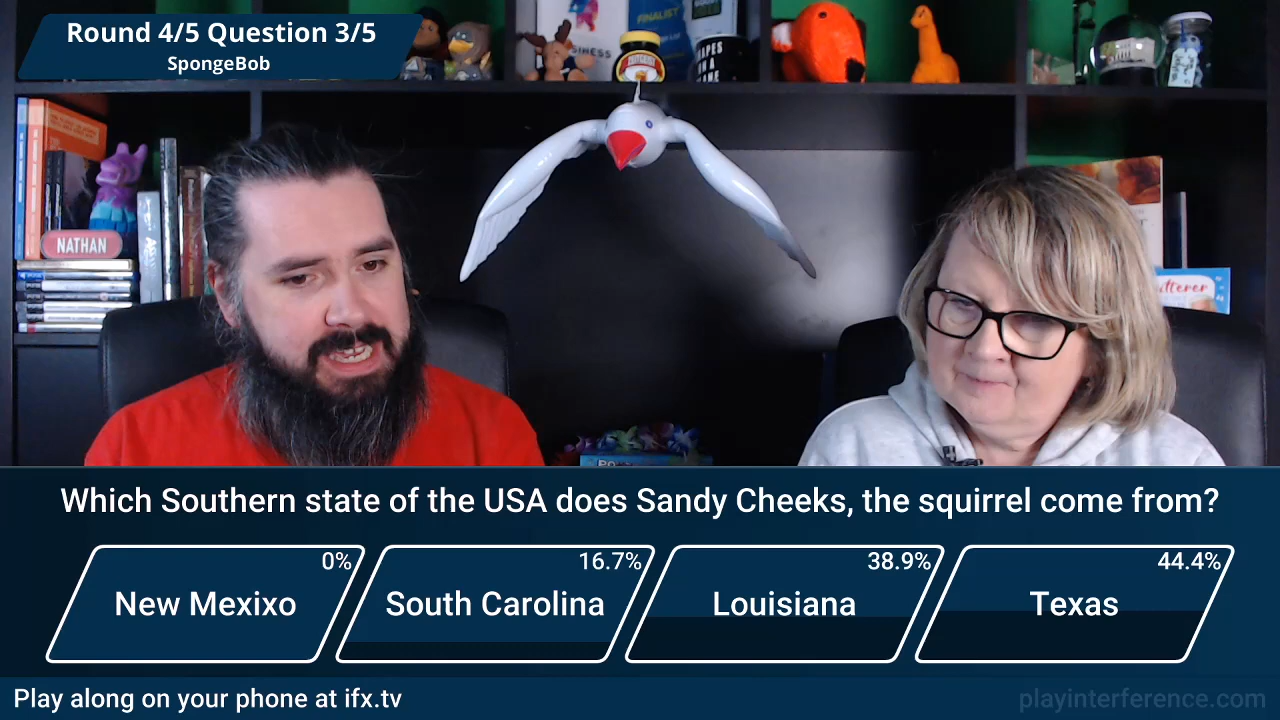 Round 4/5 Question 3/5
SpongeBob
FINALIST
NATHAN
Which Southern state of the USA does Sandy Cheeks, the squirrel come from?
0%
New Mexixo
16.7%
South Carolina
38.9%
Louisiana
44.4%
Texas
Play along on your phone at ifx.tv
playinterference.com